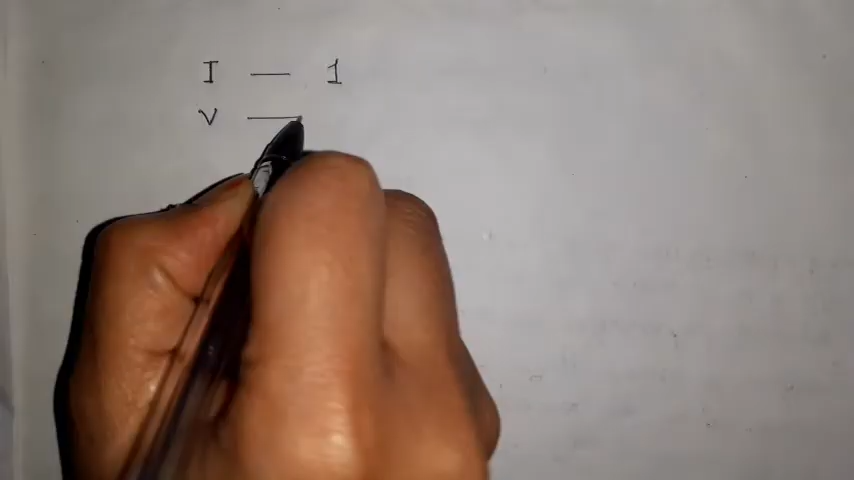 I — 1
V —